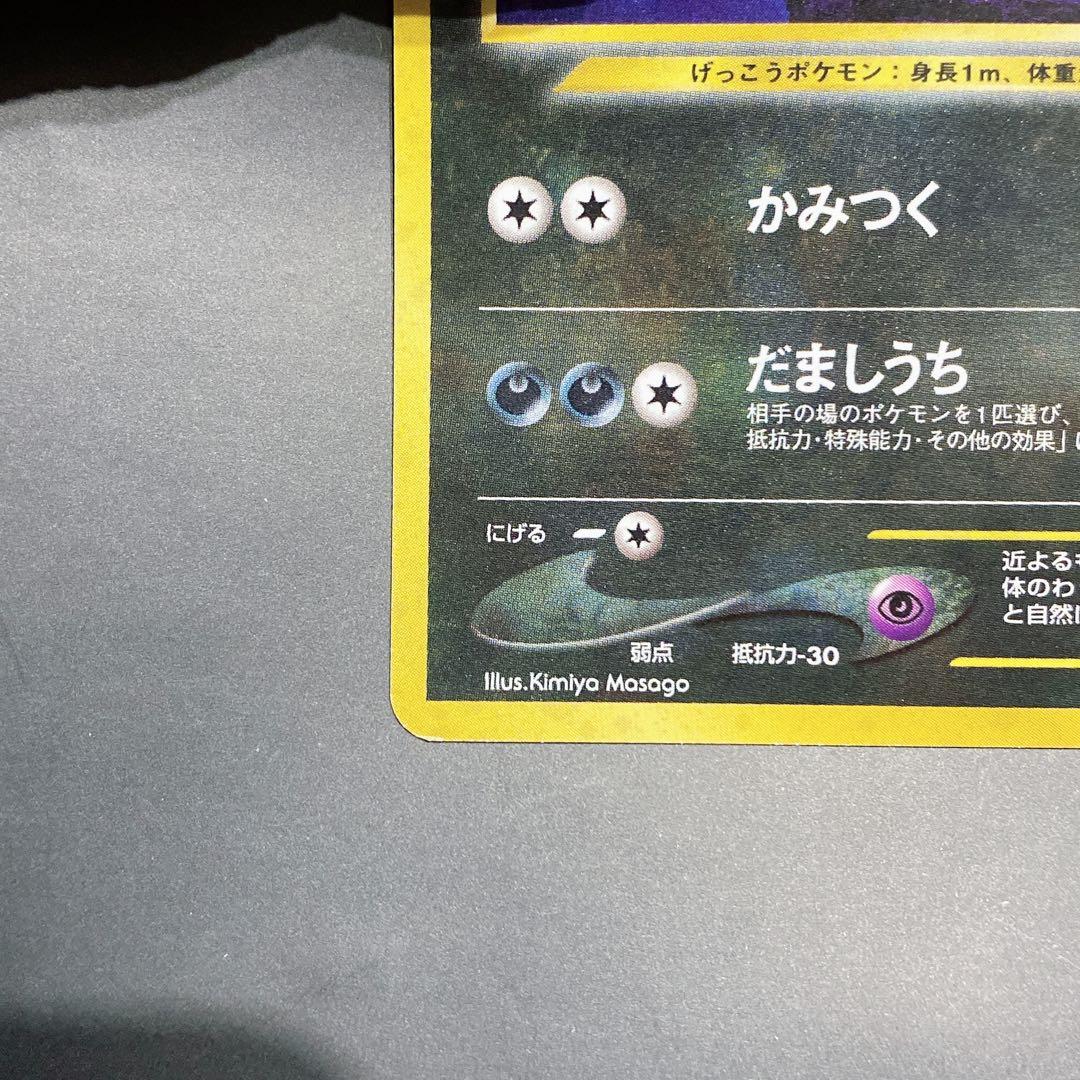 げっこうポケモン：身長1m、体重
かみつく
だましうち
相手の場のポケモンを1匹選び、
抵抗力・特殊能力・その他の効果」
にげる
近よる
体のわ
と自然
弱点 抵抗力-30
Illus.Kimiya Masago